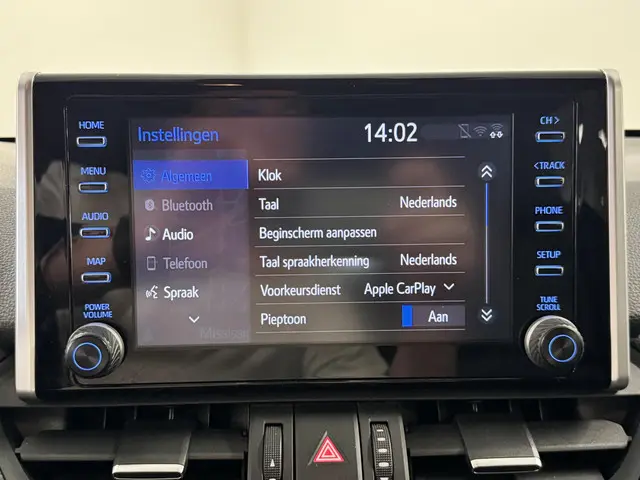 HOME
MENU
AUDIO
MAP
POWER
VOLUME
Instellingen 14:02
Algemeen
Bluetooth
Audio
Telefoon
Spraak
Klok
Taal Nederlands
Beginscherm aanpassen
Taal spraakherkenning Nederlands
Voorkeursdienst Apple CarPlay
Pieptoon Aan
CH >
< TRACK
PHONE
SETUP
TUNE
SCROLL